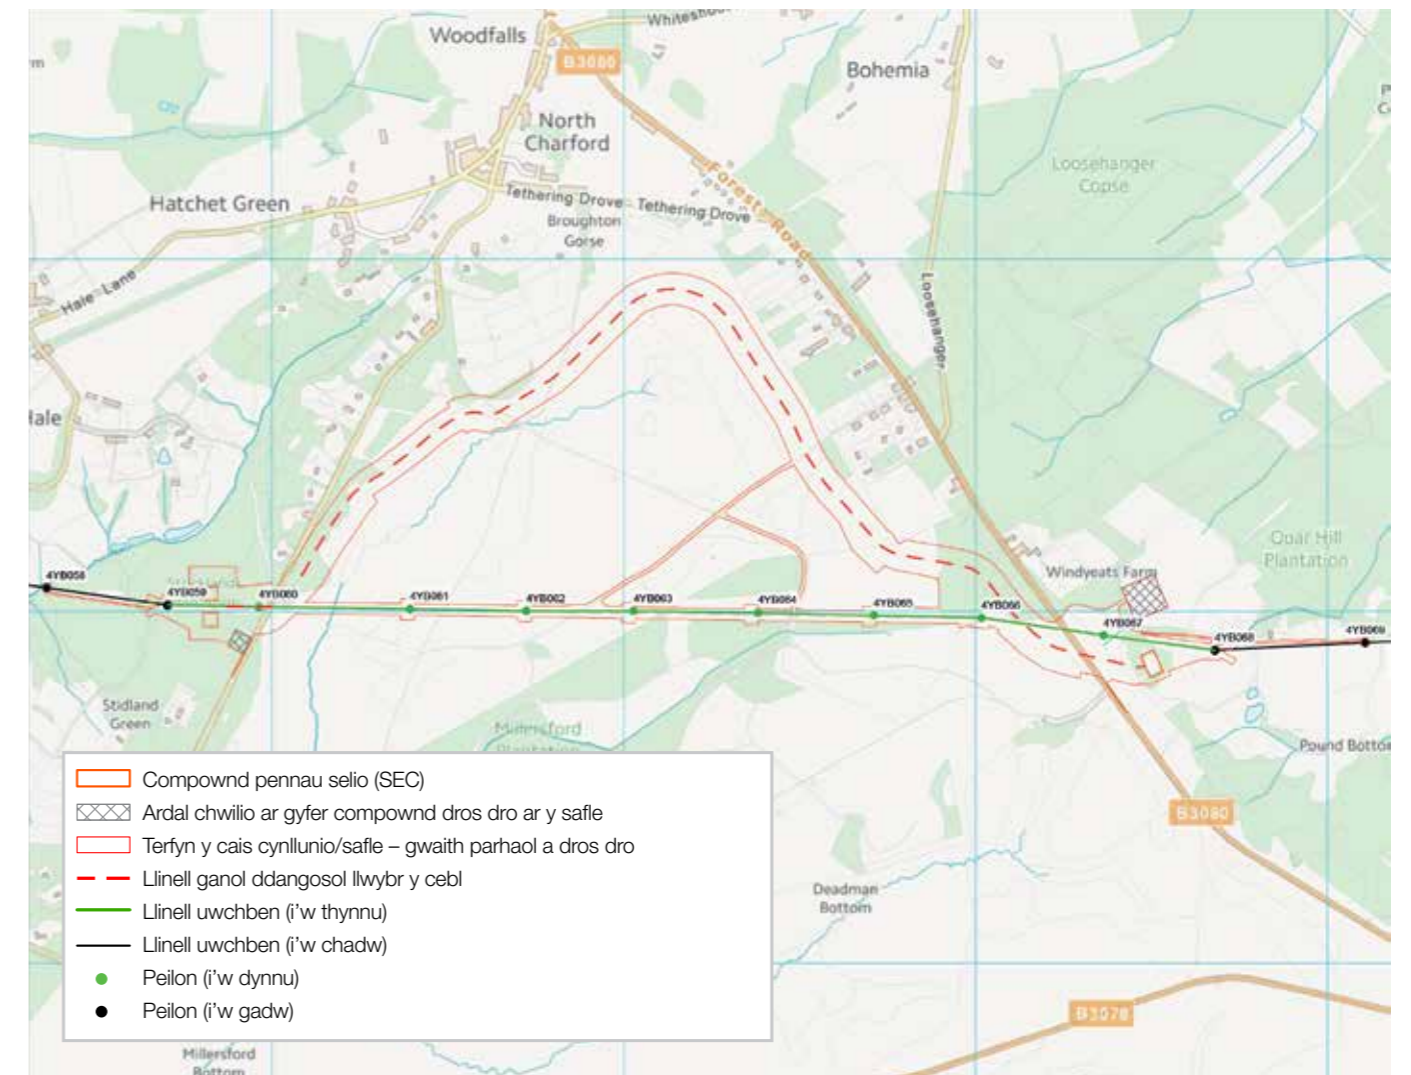 Woodfalls
B3080
Bohemia
North
Charford
Loosehanger
Copse
Forest Road
Hatchet Green
Tethering Drove
Tethering Drove
Broughton
Gorse
Hale Lane
Loosehanger
Quar Hill
Plantation
Windyeats Farm
4YB058
4YB059
4YB060
4YB061
4YB062
4YB063
4YB064
4YB065
4YB066
4YB067
4YB068
4YB069
Stidland
Green
Millersford
Plantation
B3080
Deadman
Bottom
B3078
Millersford
Bottom
Compownd pennau selio (SEC)
Ardal chwilio ar gyfer compownd dros dro ar y safle
Terfyn y cais cynllunio/safle – gwaith parhaol a dros dro
Llinell ganol ddangosol llwybr y cebl
Llinell uwchben (i'w thynnu)
Llinell uwchben (i'w chadw)
Peilon (i'w dynnu)
Peilon (i'w gadw)